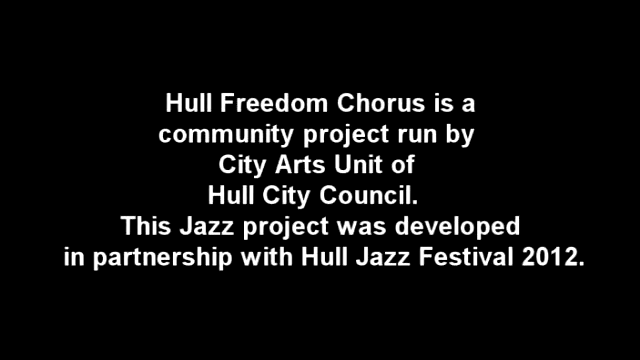 Hull Freedom Chorus is a
community project run by
City Arts Unit of
Hull City Council.
This Jazz project was developed
in partnership with Hull Jazz Festival 2012.